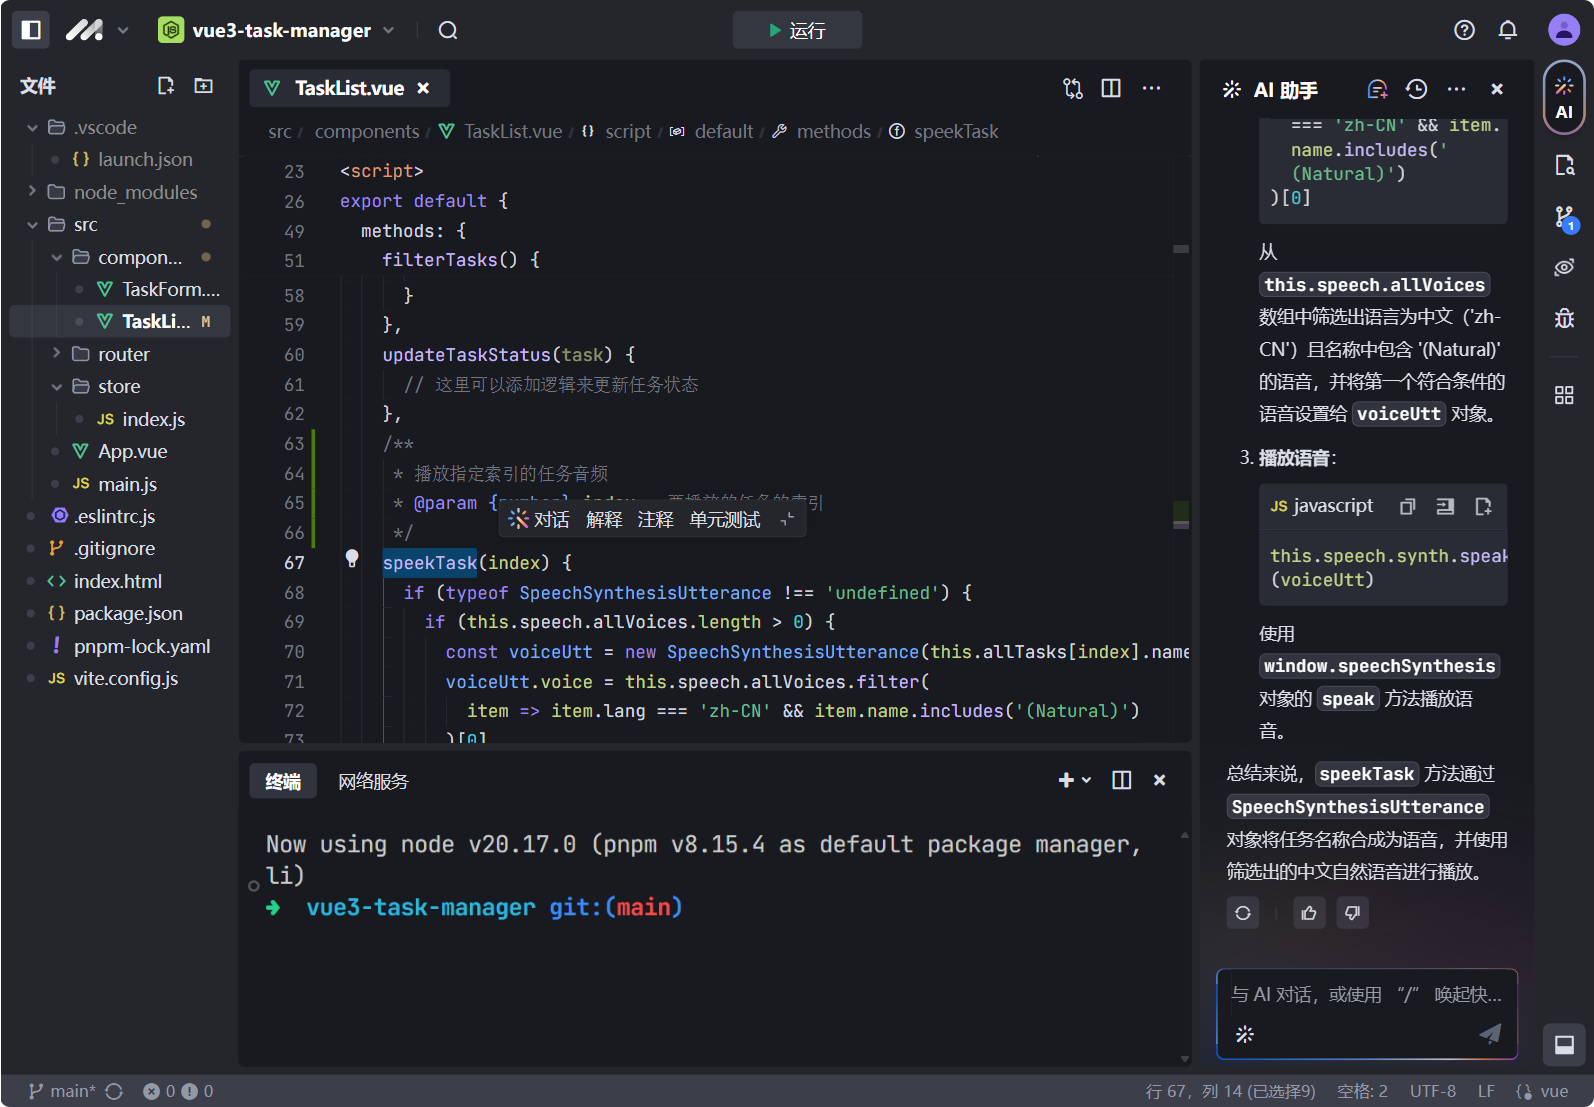 vue3-task-manager
运行
文件
.vscode
launch.json
node_modules
src
compon...
TaskForm....
TaskLi... M
router
store
JS index.js
App.vue
JS main.js
.eslintrc.js
.gitignore
index.html
package.json
pnpm-lock.yaml
JS vite.config.js
TaskList.vue
src / components / TaskList.vue / script / default / methods / speekTask
23 <script>
26 export default {
49 methods: {
51 filterTasks() {
58 }
59 },
60 updateTaskStatus(task) {
61 // 这里可以添加逻辑来更新任务状态
62 },
63 /**
64 * 播放指定索引的任务音频
65 * @param {number} index 要播放的任务的索引
对话 解释 注释 单元测试
66 */
67 speekTask(index) {
68 if (typeof SpeechSynthesisUtterance !== 'undefined') {
69 if (this.speech.allVoices.length > 0) {
70 const voiceUtt = new SpeechSynthesisUtterance(this.allTasks[index].name
71 voiceUtt.voice = this.speech.allVoices.filter(
72 item => item.lang === 'zh-CN' && item.name.includes('(Natural)')
73 )[0]
终端 网络服务
Now using node v20.17.0 (pnpm v8.15.4 as default package manager,
li)
➜ vue3-task-manager git:(main)
AI 助手
=== 'zh-CN' && item.
name.includes('
(Natural)')
)[0]
从
this.speech.allVoices
数组中筛选出语言为中文（'zh-
CN'）且名称中包含 '(Natural)'
的语音，并将第一个符合条件的
语音设置给 voiceUtt 对象。
3. 播放语音：
JS javascript
this.speech.synth.speak
(voiceUtt)
使用
window.speechSynthesis
对象的 speak 方法播放语
音。
总结来说，speekTask 方法通过
SpeechSynthesisUtterance
对象将任务名称合成为语音，并使用
筛选出的中文自然语音进行播放。
与 AI 对话，或使用 “/” 唤起快...
AI
1
main* 0 0
行 67，列 14 (已选择9) 空格: 2 UTF-8 LF vue